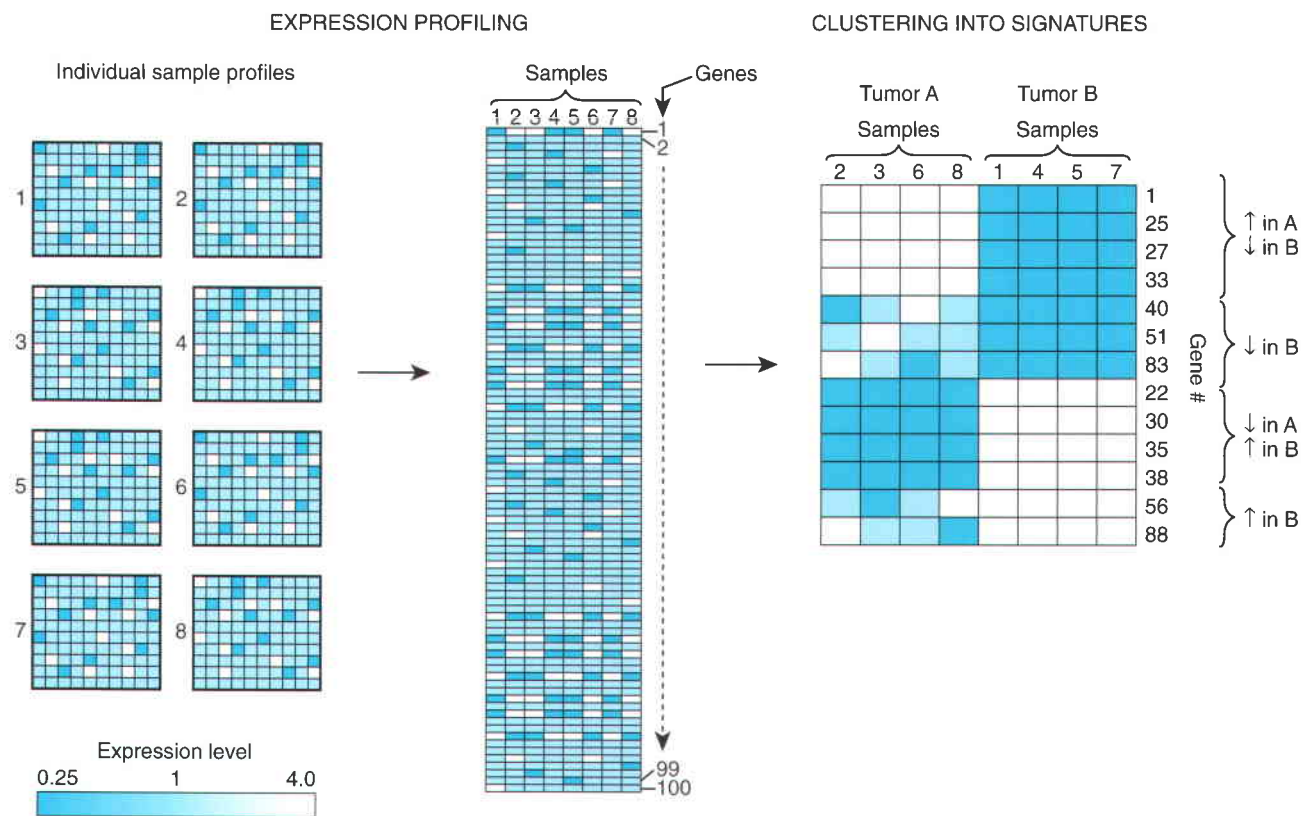 EXPRESSION PROFILING
CLUSTERING INTO SIGNATURES
Individual sample profiles
1
2
3
4
5
6
7
8
Expression level
0.25 1 4.0
Samples
Genes
1 2 3 4 5 6 7 8
1
2
99
100
Tumor A Tumor B
Samples Samples
2 3 6 8 1 4 5 7
1
25
27
33
40
51
83
22
30
35
38
56
88
Gene #
↑ in A
↓ in B
↓ in B
↓ in A
↑ in B
↑ in B